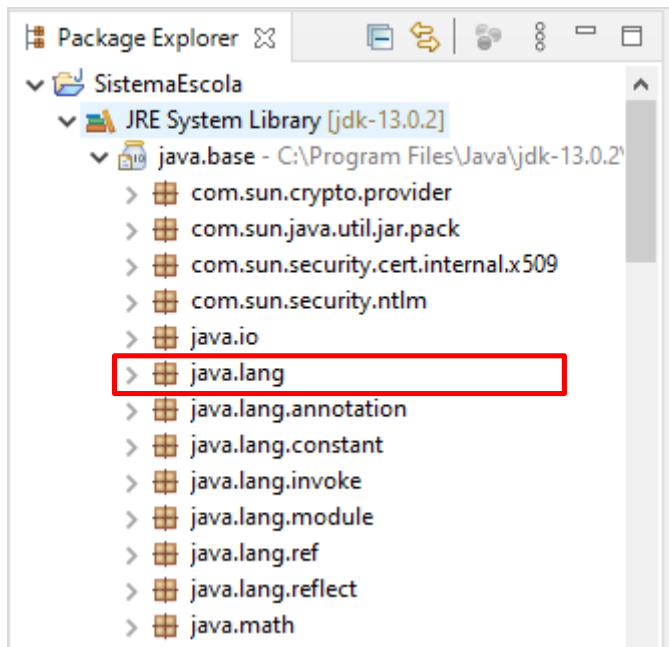 Package Explorer
SistemaEscola
JRE System Library [jdk-13.0.2]
java.base - C:\Program Files\Java\jdk-13.0.2\
com.sun.crypto.provider
com.sun.java.util.jar.pack
com.sun.security.cert.internal.x509
com.sun.security.ntlm
java.io
java.lang
java.lang.annotation
java.lang.constant
java.lang.invoke
java.lang.module
java.lang.ref
java.lang.reflect
java.math